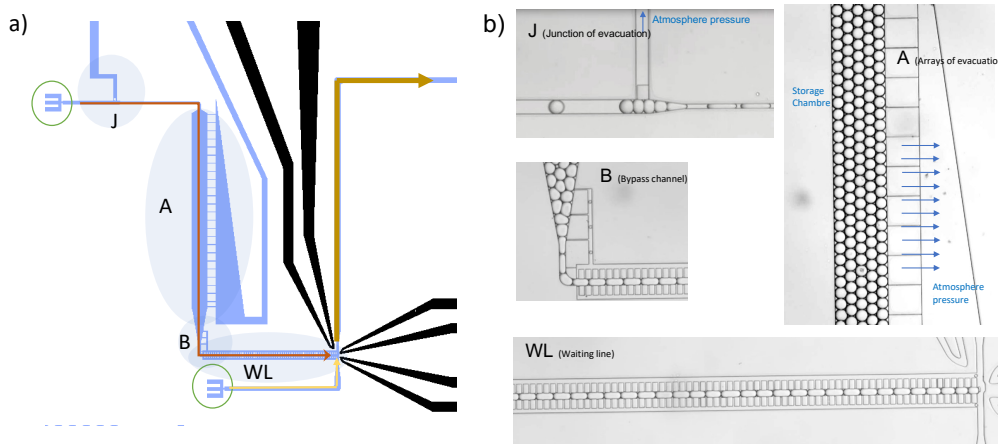 a)
J
A
B
WL
b)
J (Junction of evacuation)
Atmosphere pressure
B (Bypass channel)
A (Arrays of evacuatio
Storage
Chambre
Atmosphere
pressure
WL (Waiting line)